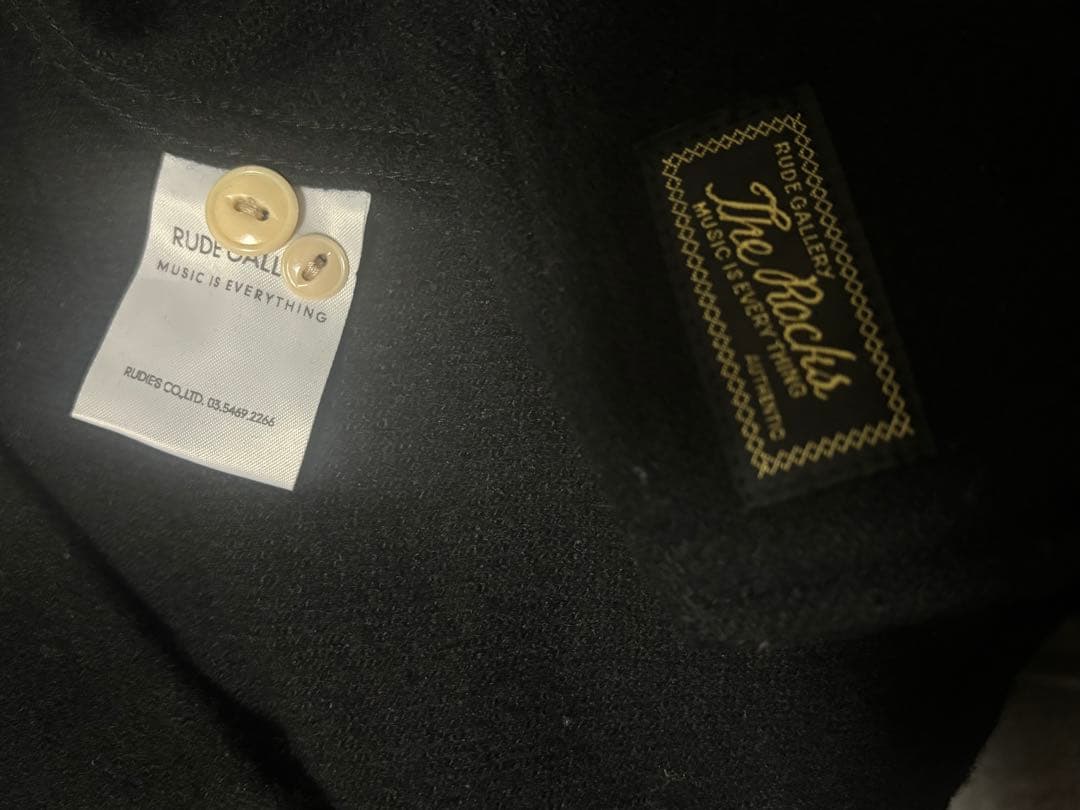 RUDE GALL
MUSIC IS EVERYTHING
RUDIES CO.,LTD. 03.5469.2266
RUDE GALLERY
The Rocks
MUSIC IS EVERYTHING
AUTHENTIC